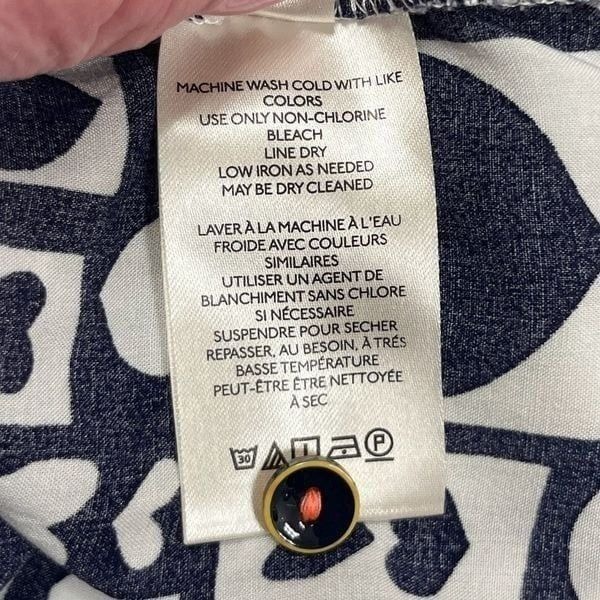 MACHINE WASH COLD WITH LIKE
COLORS
USE ONLY NON-CHLORINE
BLEACH
LINE DRY
LOW IRON AS NEEDED
MAY BE DRY CLEANED
LAVER À LA MACHINE À L'EAU
FROIDE AVEC COULEURS
SIMILAIRES
UTILISER UN AGENT DE
BLANCHIMENT SANS CHLORE
SI NÉCESSAIRE
SUSPENDRE POUR SECHER
REPASSER, AU BESOIN, À TRÉS
BASSE TEMPÉRATURE
PEUT-ÊTRE ÊTRE NETTOYÉE
À SEC
30 P